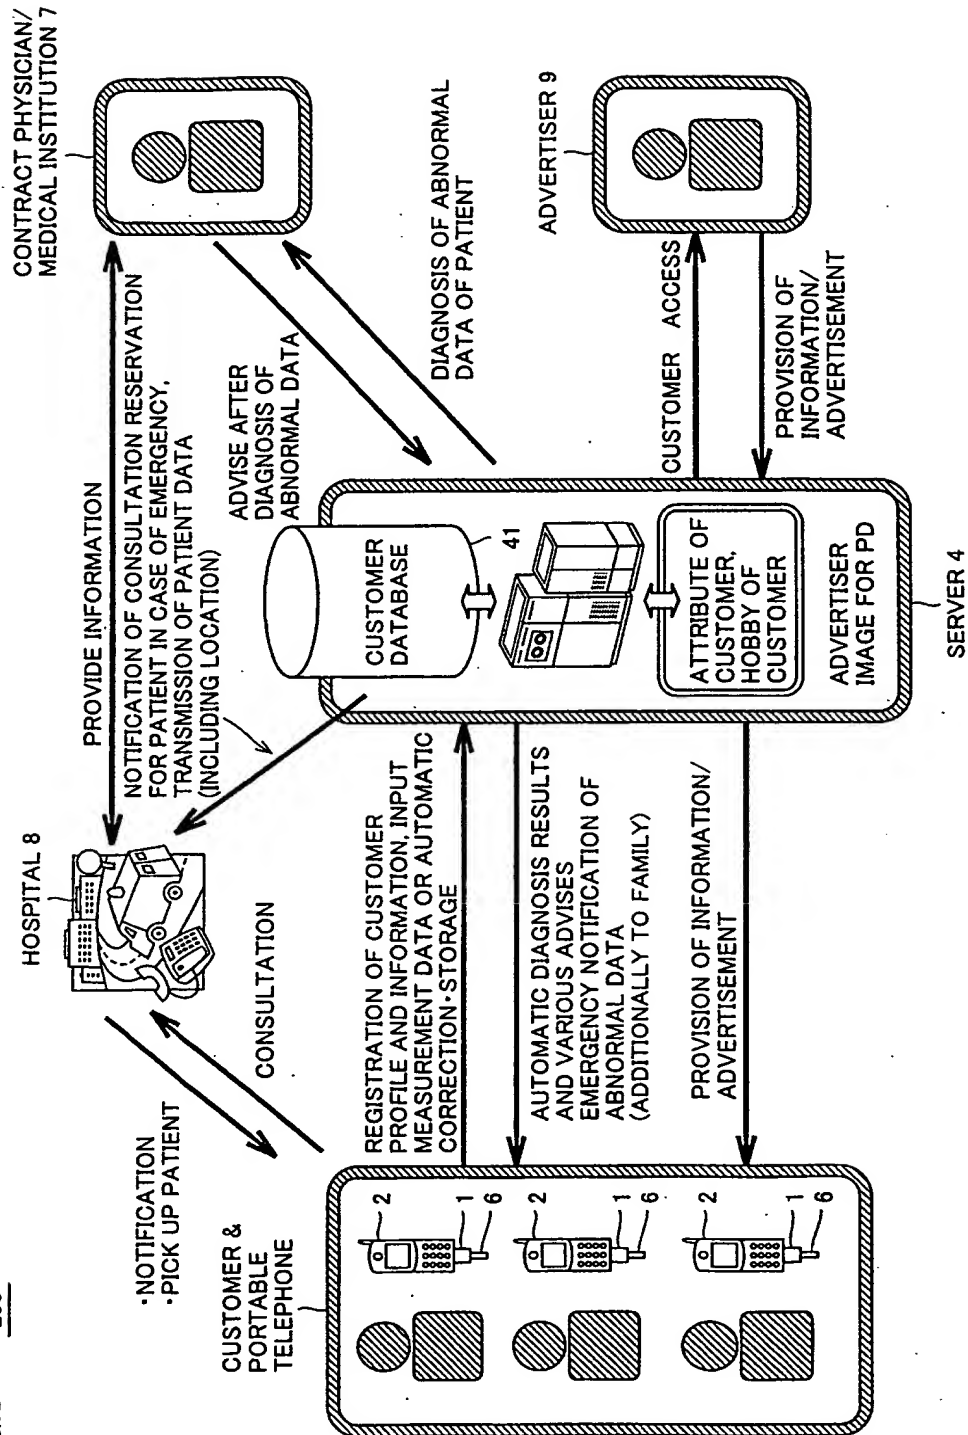 CONTRACT PHYSICIAN/
MEDICAL INSTITUTION 7
HOSPITAL 8
PROVIDE INFORMATION
NOTIFICATION OF CONSULTATION RESERVATION
FOR PATIENT IN CASE OF EMERGENCY,
TRANSMISSION OF PATIENT DATA
(INCLUDING LOCATION)
ADVISE AFTER
DIAGNOSIS OF
ABNORMAL DATA
DIAGNOSIS OF ABNORMAL
DATA OF PATIENT
ADVERTISER 9
·NOTIFICATION
·PICK UP PATIENT
CONSULTATION
CUSTOMER &
PORTABLE
TELEPHONE
2
1
6
2
1
6
2
1
6
REGISTRATION OF CUSTOMER
PROFILE AND INFORMATION, INPUT
MEASUREMENT DATA OR AUTOMATIC
CORRECTION·STORAGE
AUTOMATIC DIAGNOSIS RESULTS
AND VARIOUS ADVISES
EMERGENCY NOTIFICATION OF
ABNORMAL DATA
(ADDITIONALLY TO FAMILY)
PROVISION OF INFORMATION/
ADVERTISEMENT
CUSTOMER
DATABASE
41
ATTRIBUTE OF
CUSTOMER,
HOBBY OF
CUSTOMER
ADVERTISER
IMAGE FOR PD
SERVER 4
CUSTOMER ACCESS
PROVISION OF
INFORMATION/
ADVERTISEMENT